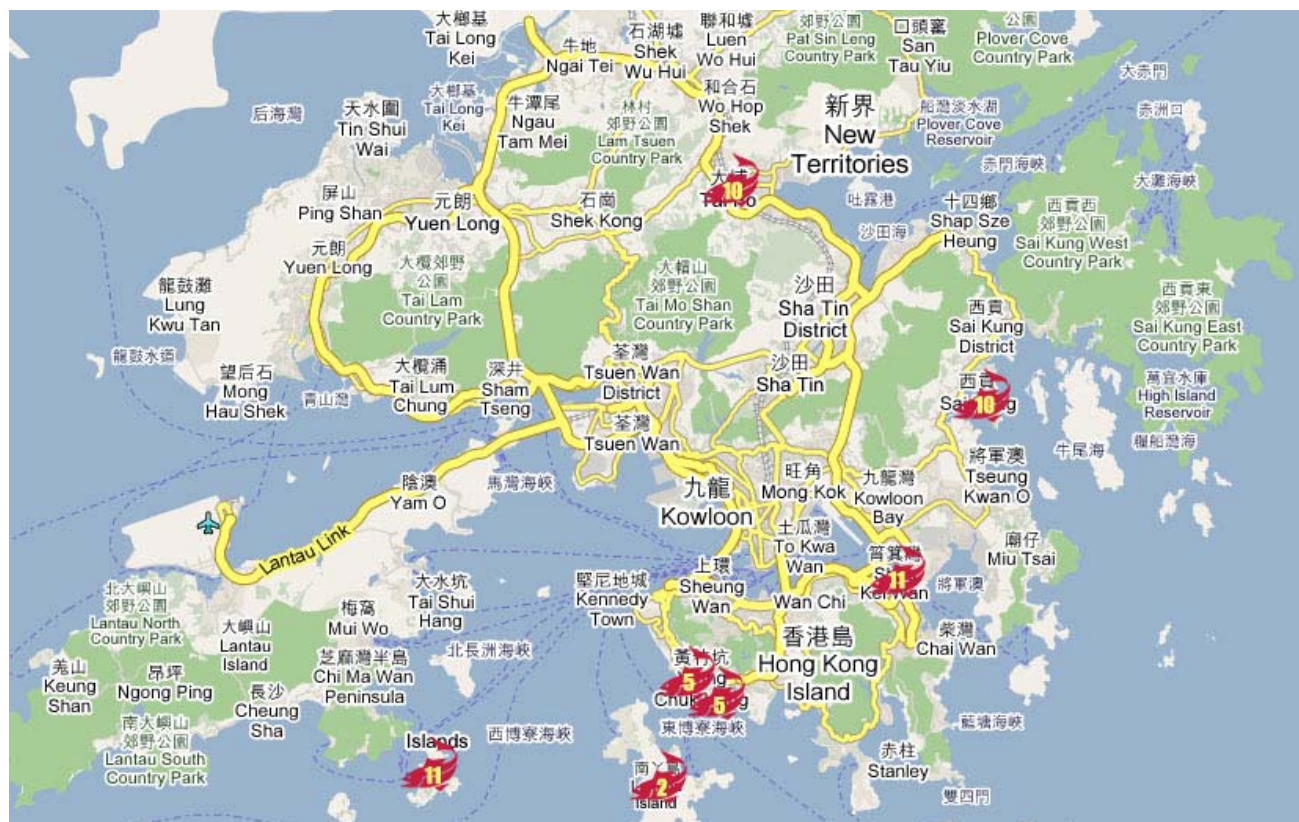 大榔基
Tai Long
Kei
牛地
Ngai Tei
石湖墟
Shek
Wu Hui
聯和墟
Luen
Wo Hui
郊野公園
Pat Sin Leng
Country Park
San
Tau Yiu
公園
Plover Cove
Country Park
大赤門
赤洲口
后海灣
天水圍
Tin Shui
Wai
大榔基
Tai Long
Kei
牛潭尾
Ngau
Tam Mei
林村
郊野公園
Lam Tsuen
Country Park
和合石
Wo Hop
Shek
新界
New
Territories
船灣淡水湖
Plover Cove
Reservoir
赤門海峽
大灘海峽
10
屏山
Ping Shan
元朗
Yuen Long
石崗
Shek Kong
吐露港
沙田海
十四鄉
Shap Sze
Heung
西貢西
郊野公園
Sai Kung West
Country Park
元朗
Yuen Long
大欖郊野
公園
Tai Lam
Country Park
大帽山
郊野公園
Tai Mo Shan
Country Park
沙田
Sha Tin
District
龍鼓灘
Lung
Kwu Tan
西貢
Sai Kung
District
西貢東
郊野公園
Sai Kung East
Country Park
龍鼓水道
望后石
Mong
Hau Shek
青山灣
大欖涌
Tai Lum
Chung
深井
Sham
Tseng
荃灣
Tsuen Wan
District
沙田
Sha Tin
西貢
10
萬宜水庫
High Island
Reservoir
荃灣
Tsuen Wan
牛尾海
糧船灣海
陰澳
Yam O
馬灣海峽
九龍
Kowloon
旺角
Mong Kok
九龍灣
Kowloon
Bay
將軍澳
Tseung
Kwan O
Lantau Link
土瓜灣
To Kwa
Wan
廟仔
Miu Tsai
筲箕灣
11
將軍澳
北大嶼山
郊野公園
Lantau North
Country Park
大嶼山
Lantau
Island
梅窩
Mui Wo
大水坑
Tai Shui
Hang
堅尼地城
Kennedy
Town
上環
Sheung
Wan
Wan Chi
香港島
Hong Kong
Island
柴灣
Chai Wan
羗山
Keung
Shan
昂坪
Ngong Ping
芝麻灣半島
Chi Ma Wan
Peninsula
北長洲海峽
黃竹坑
5
5
長沙
Cheung
Sha
南大嶼山
郊野公園
Lantau South
Country Park
西博寮海峽
東博寮海峽
藍塘海峽
Islands
11
2
Island
赤柱
Stanley
雙四門